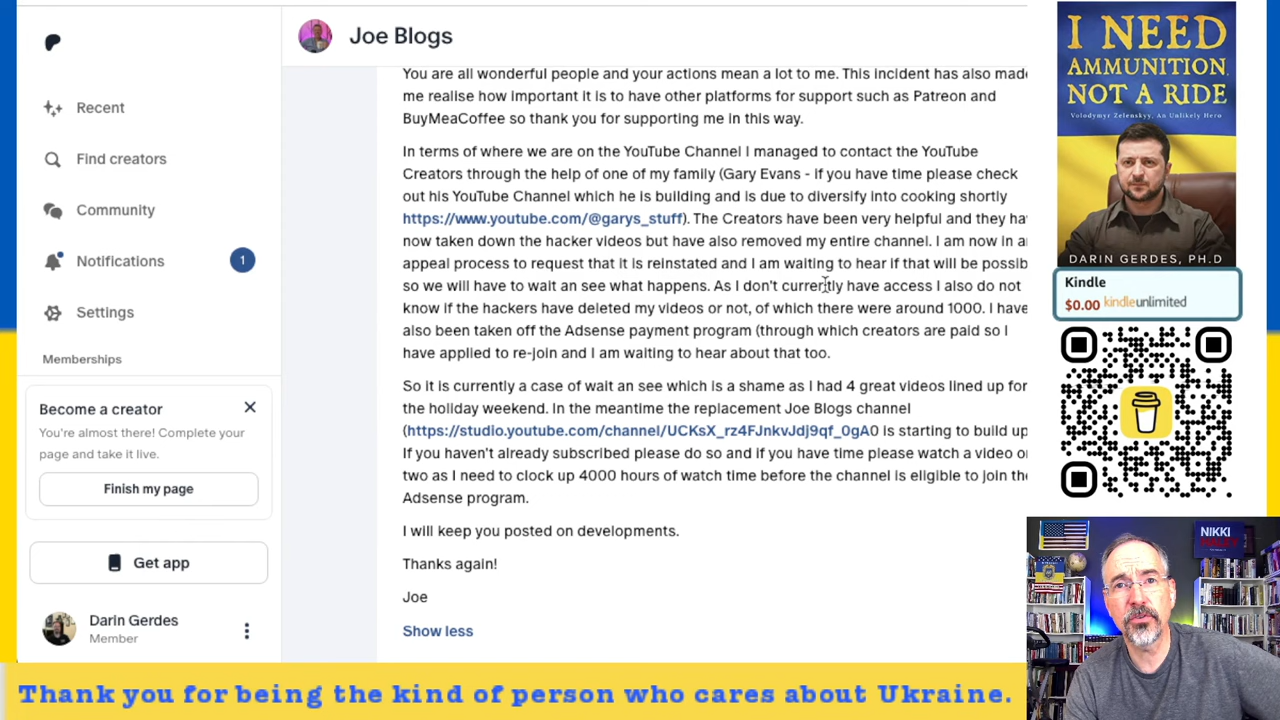 Joe Blogs
Recent
Find creators
Community
Notifications
1
Settings
Memberships
Become a creator
You're almost there! Complete your
page and take it live.
Finish my page
Get app
Darin Gerdes
Member
You are all wonderful people and your actions mean a lot to me. This incident has also made
me realise how important it is to have other platforms for support such as Patreon and
BuyMeaCoffee so thank you for supporting me in this way.
In terms of where we are on the YouTube Channel I managed to contact the YouTube
Creators through the help of one of my family (Gary Evans - if you have time please check
out his YouTube Channel which he is building and is due to diversify into cooking shortly
https://www.youtube.com/@garys_stuff). The Creators have been very helpful and they ha
now taken down the hacker videos but have also removed my entire channel. I am now in a
appeal process to request that it is reinstated and I am waiting to hear if that will be possib
so we will have to wait an see what happens. As I don't currently have access I also do not
know if the hackers have deleted my videos or not, of which there were around 1000. I have
also been taken off the Adsense payment program (through which creators are paid so I
have applied to re-join and I am waiting to hear about that too.
So it is currently a case of wait an see which is a shame as I had 4 great videos lined up for
the holiday weekend. In the meantime the replacement Joe Blogs channel
(https://studio.youtube.com/channel/UCKsX_rz4FJnkvJdj9qf_0gA0 is starting to build up
If you haven't already subscribed please do so and if you have time please watch a video o
two as I need to clock up 4000 hours of watch time before the channel is eligible to join the
Adsense program.
I will keep you posted on developments.
Thanks again!
Joe
Show less
I NEED
AMMUNITION,
NOT A RIDE
Volodymyr Zelenskyy, An Unlikely Hero
DARIN GERDES, PH.D
Kindle
$0.00 kindleunlimited
NIKKI
HALEY
Thank you for being the kind of person who cares about Ukraine.